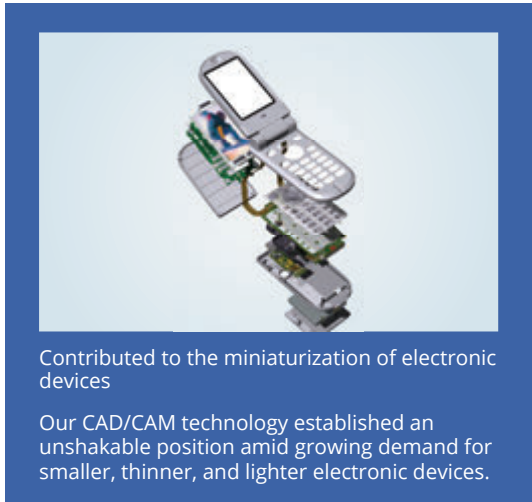 Contributed to the miniaturization of electronic
devices
Our CAD/CAM technology established an
unshakable position amid growing demand for
smaller, thinner, and lighter electronic devices.